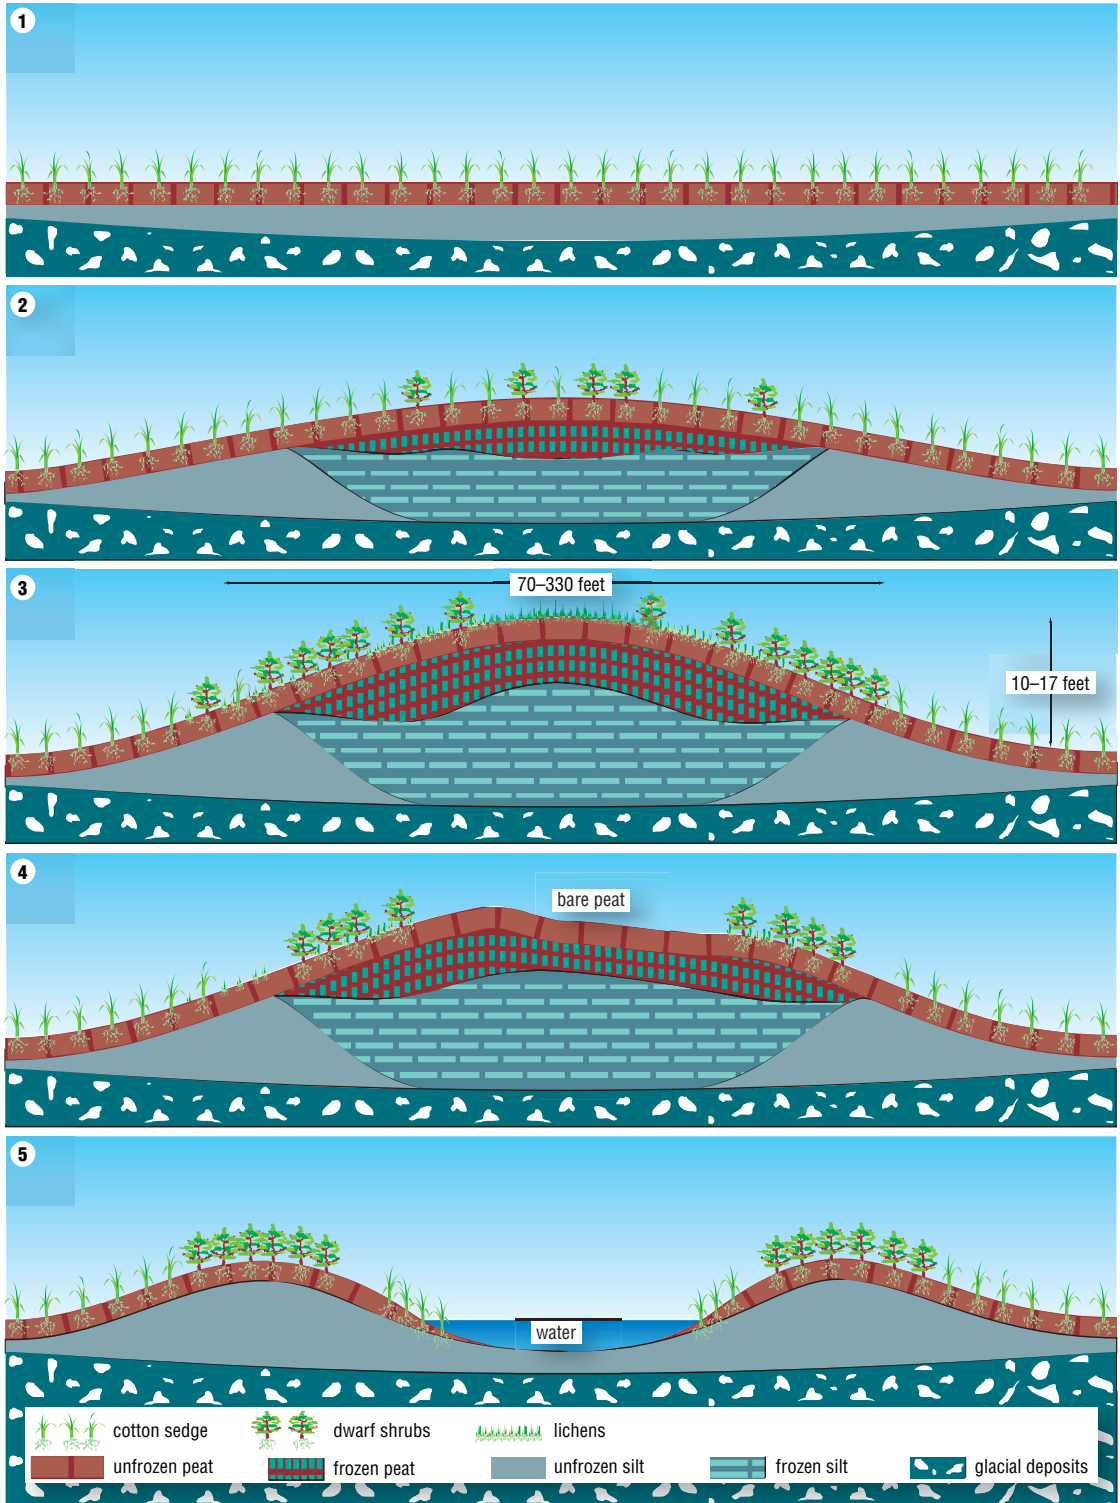 1
2
3
70–330 feet
10–17 feet
4
bare peat
5
water
cotton sedge dwarf shrubs lichens
unfrozen peat frozen peat unfrozen silt frozen silt glacial deposits